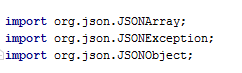 import org.json.JSONArray;
import org.json.JSONException;
import org.json.JSONObject;